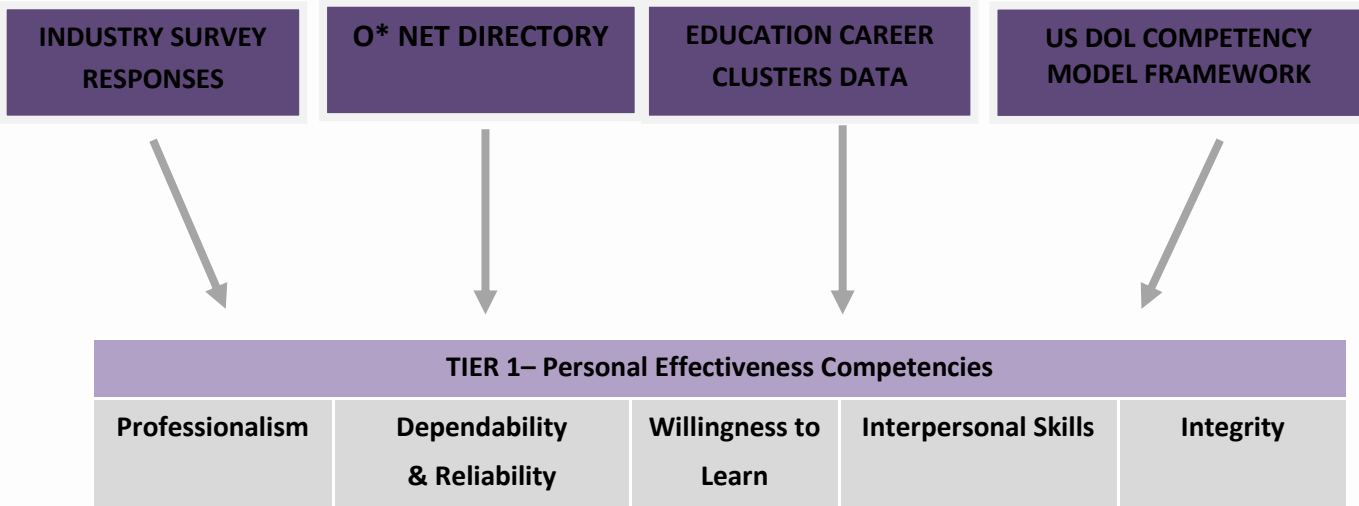 INDUSTRY SURVEY
RESPONSES
O* NET DIRECTORY
EDUCATION CAREER
CLUSTERS DATA
US DOL COMPETENCY
MODEL FRAMEWORK
TIER 1– Personal Effectiveness Competencies
Professionalism
Dependability
& Reliability
Willingness to
Learn
Interpersonal Skills
Integrity